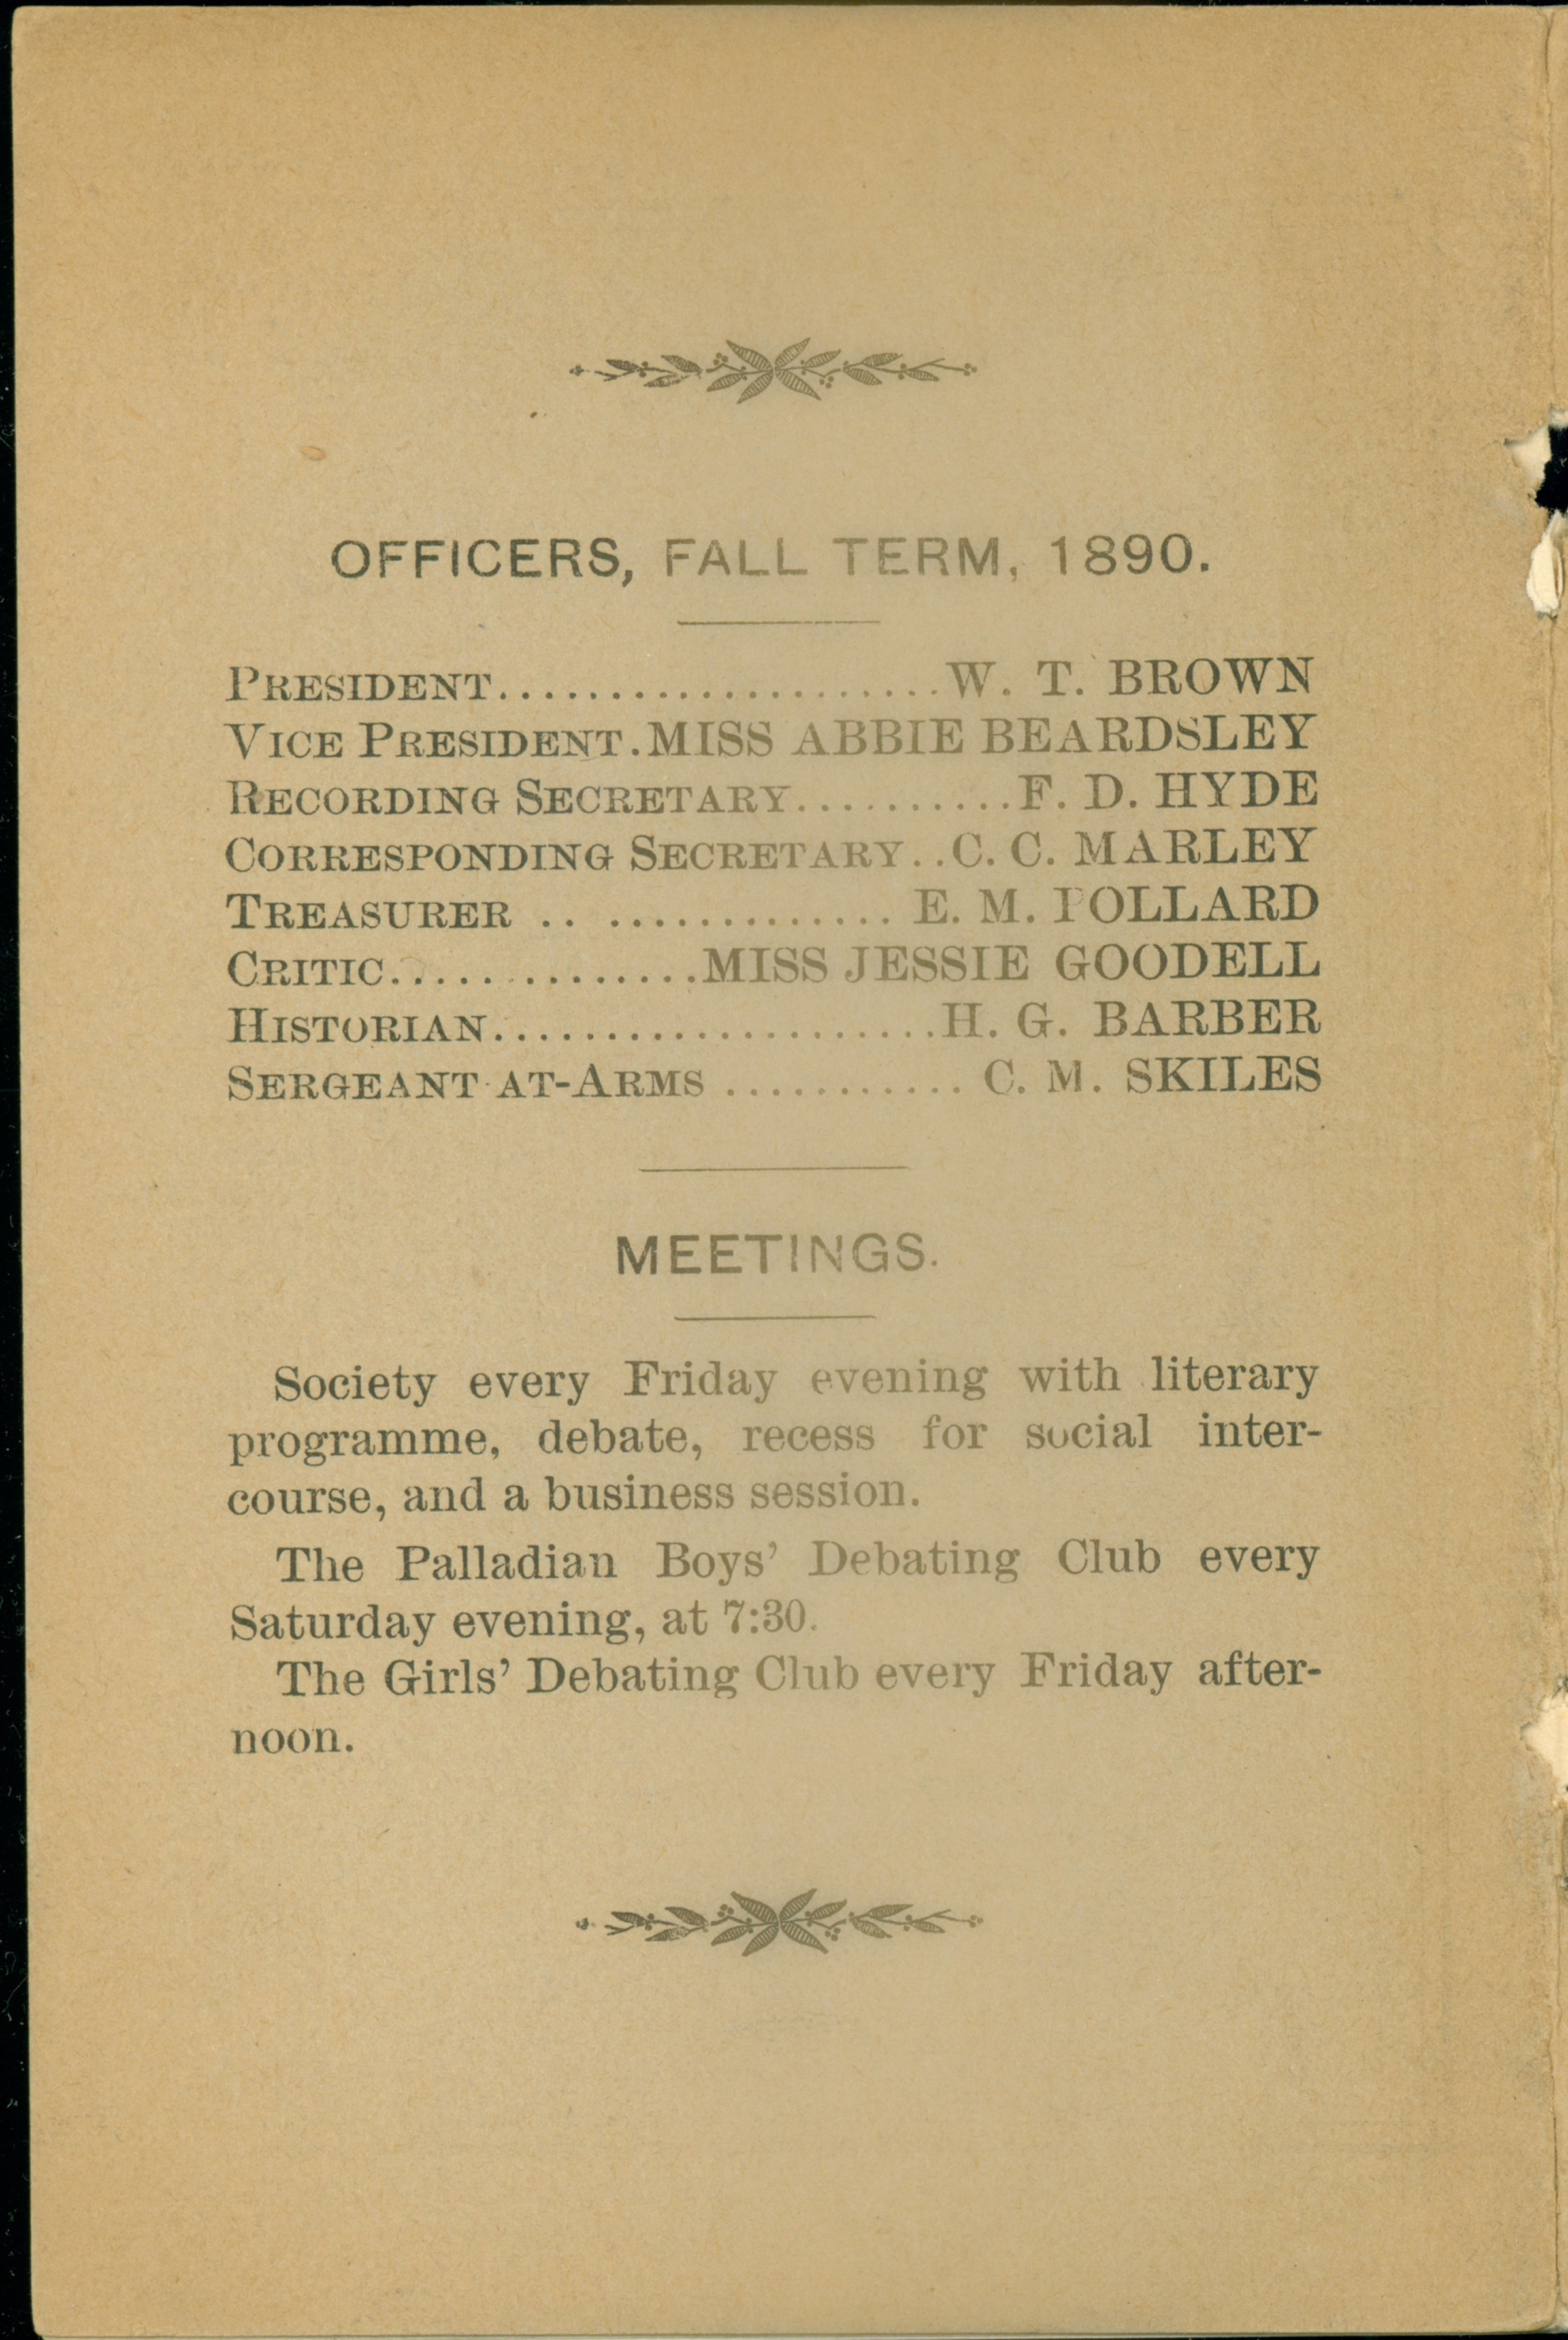 OFFICERS, FALL TERM, 1890.
PRESIDENT......................W. T. BROWN
VICE PRESIDENT.MISS ABBIE BEARDSLEY
RECORDING SECRETARY..........F. D. HYDE
CORRESPONDING SECRETARY..C. C. MARLEY
TREASURER .. ............. E. M. POLLARD
CRITIC..............MISS JESSIE GOODELL
HISTORIAN.....................H. G. BARBER
SERGEANT AT-ARMS ........... C. M. SKILES
MEETINGS.
Society every Friday evening with literary
programme, debate, recess for social inter-
course, and a business session.
The Palladian Boys' Debating Club every
Saturday evening, at 7:30.
The Girls' Debating Club every Friday after-
noon.